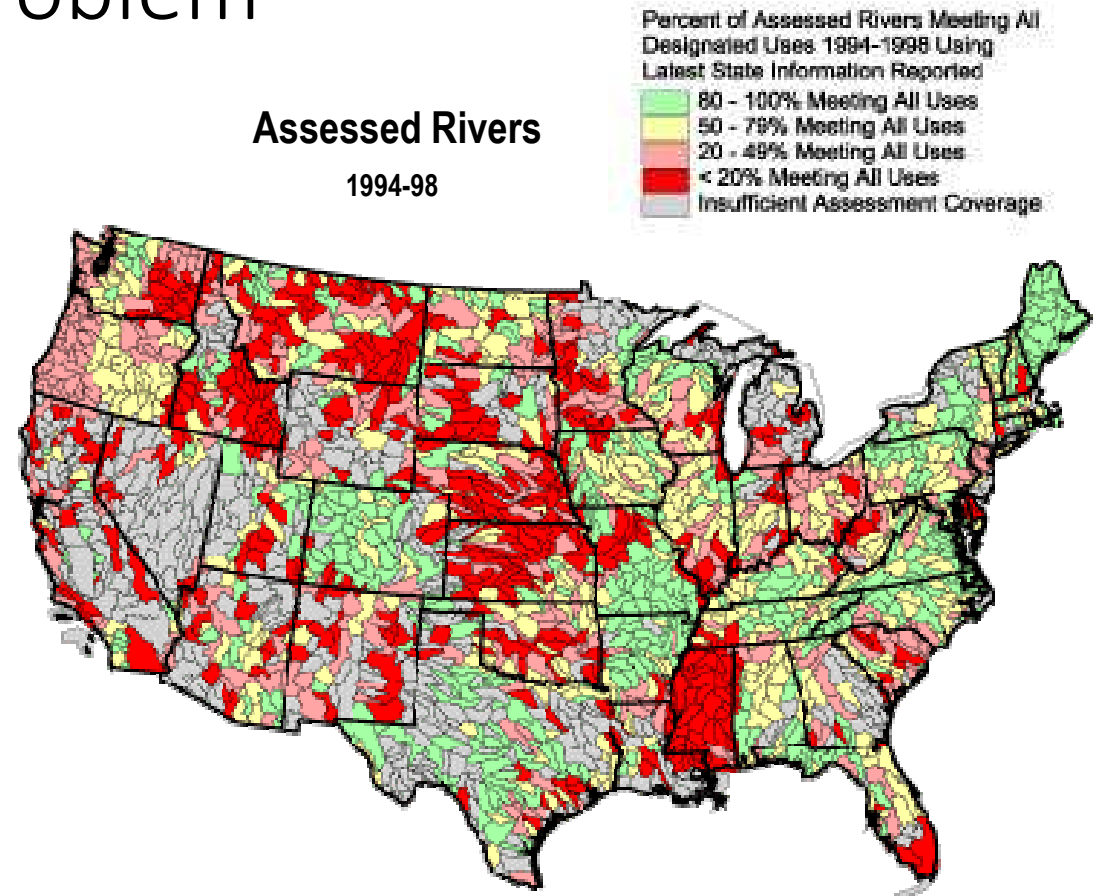 oblem
Percent of Assessed Rivers Meeting All
Designated Uses 1994-1998 Using
Latest State Information Reported
80 - 100% Meeting All Uses
50 - 79% Meeting All Uses
20 - 49% Meeting All Uses
< 20% Meeting All Uses
Insufficient Assessment Coverage
Assessed Rivers
1994-98